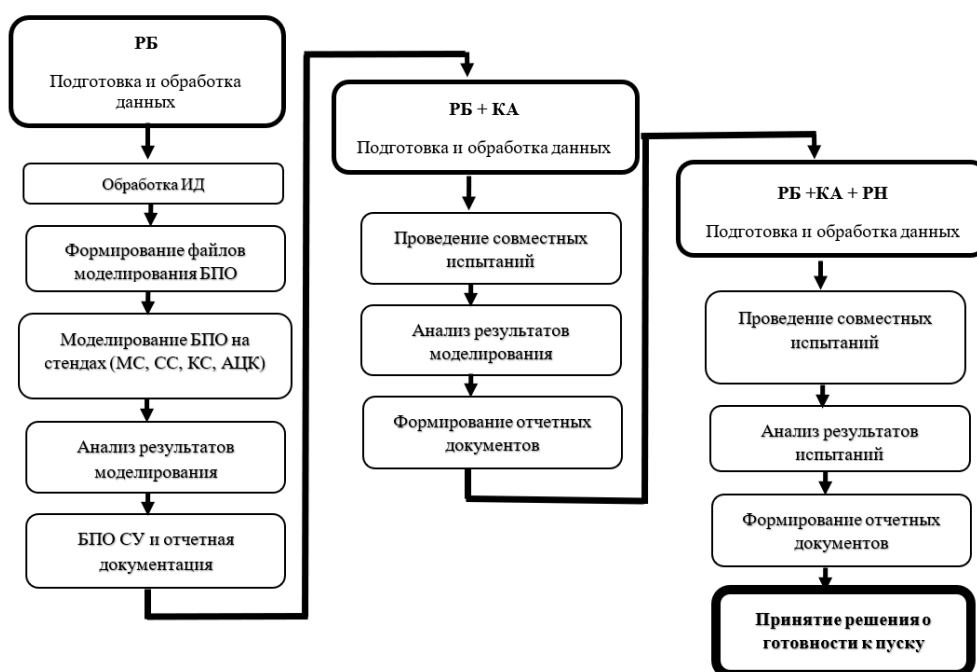 РБ
Подготовка и обработка
данных
Обработка ИД
Формирование файлов
моделирования БПО
Моделирование БПО на
стендах (МС, СС, КС, АЦК)
Анализ результатов
моделирования
БПО СУ и отчетная
документация
РБ + КА
Подготовка и обработка данных
Проведение совместных
испытаний
Анализ результатов
моделирования
Формирование отчетных
документов
РБ +КА + РН
Подготовка и обработка данных
Проведение совместных
испытаний
Анализ результатов
испытаний
Формирование отчетных
документов
Принятие решения о
готовности к пуску